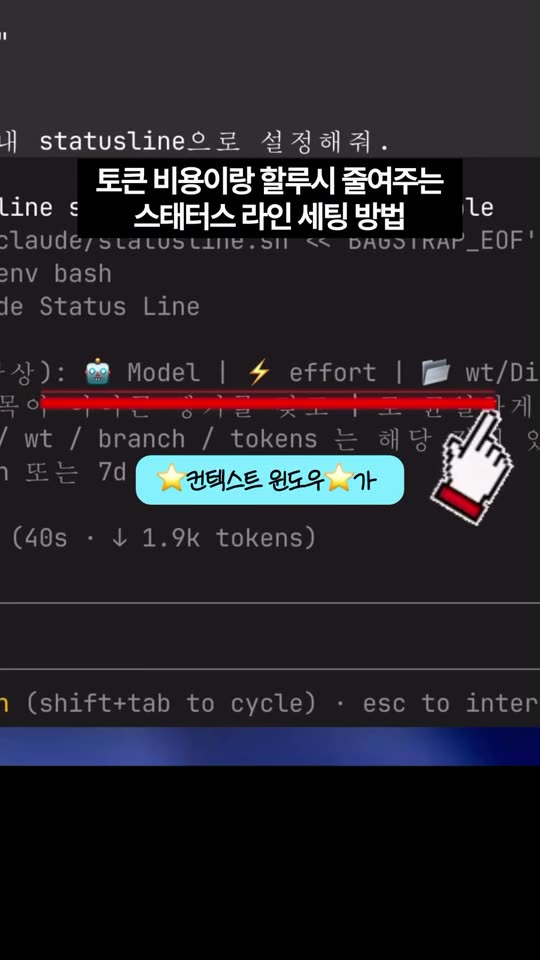 "
내 statusline으로 설정해줘.
토큰 비용이랑 할루시 줄여주는
스태터스 라인 세팅 방법
line s le
claude/statusline.sh << 'BAGSTRAP_EOF'
env bash
de Status Line
상): 🤖 Model | ⚡ effort | 📂 wt/Di
/ wt / branch / tokens 는 해당
n 또는 7d
⭐컨텍스트 윈도우⭐가
(40s · ↓ 1.9k tokens)
n (shift+tab to cycle) · esc to inter